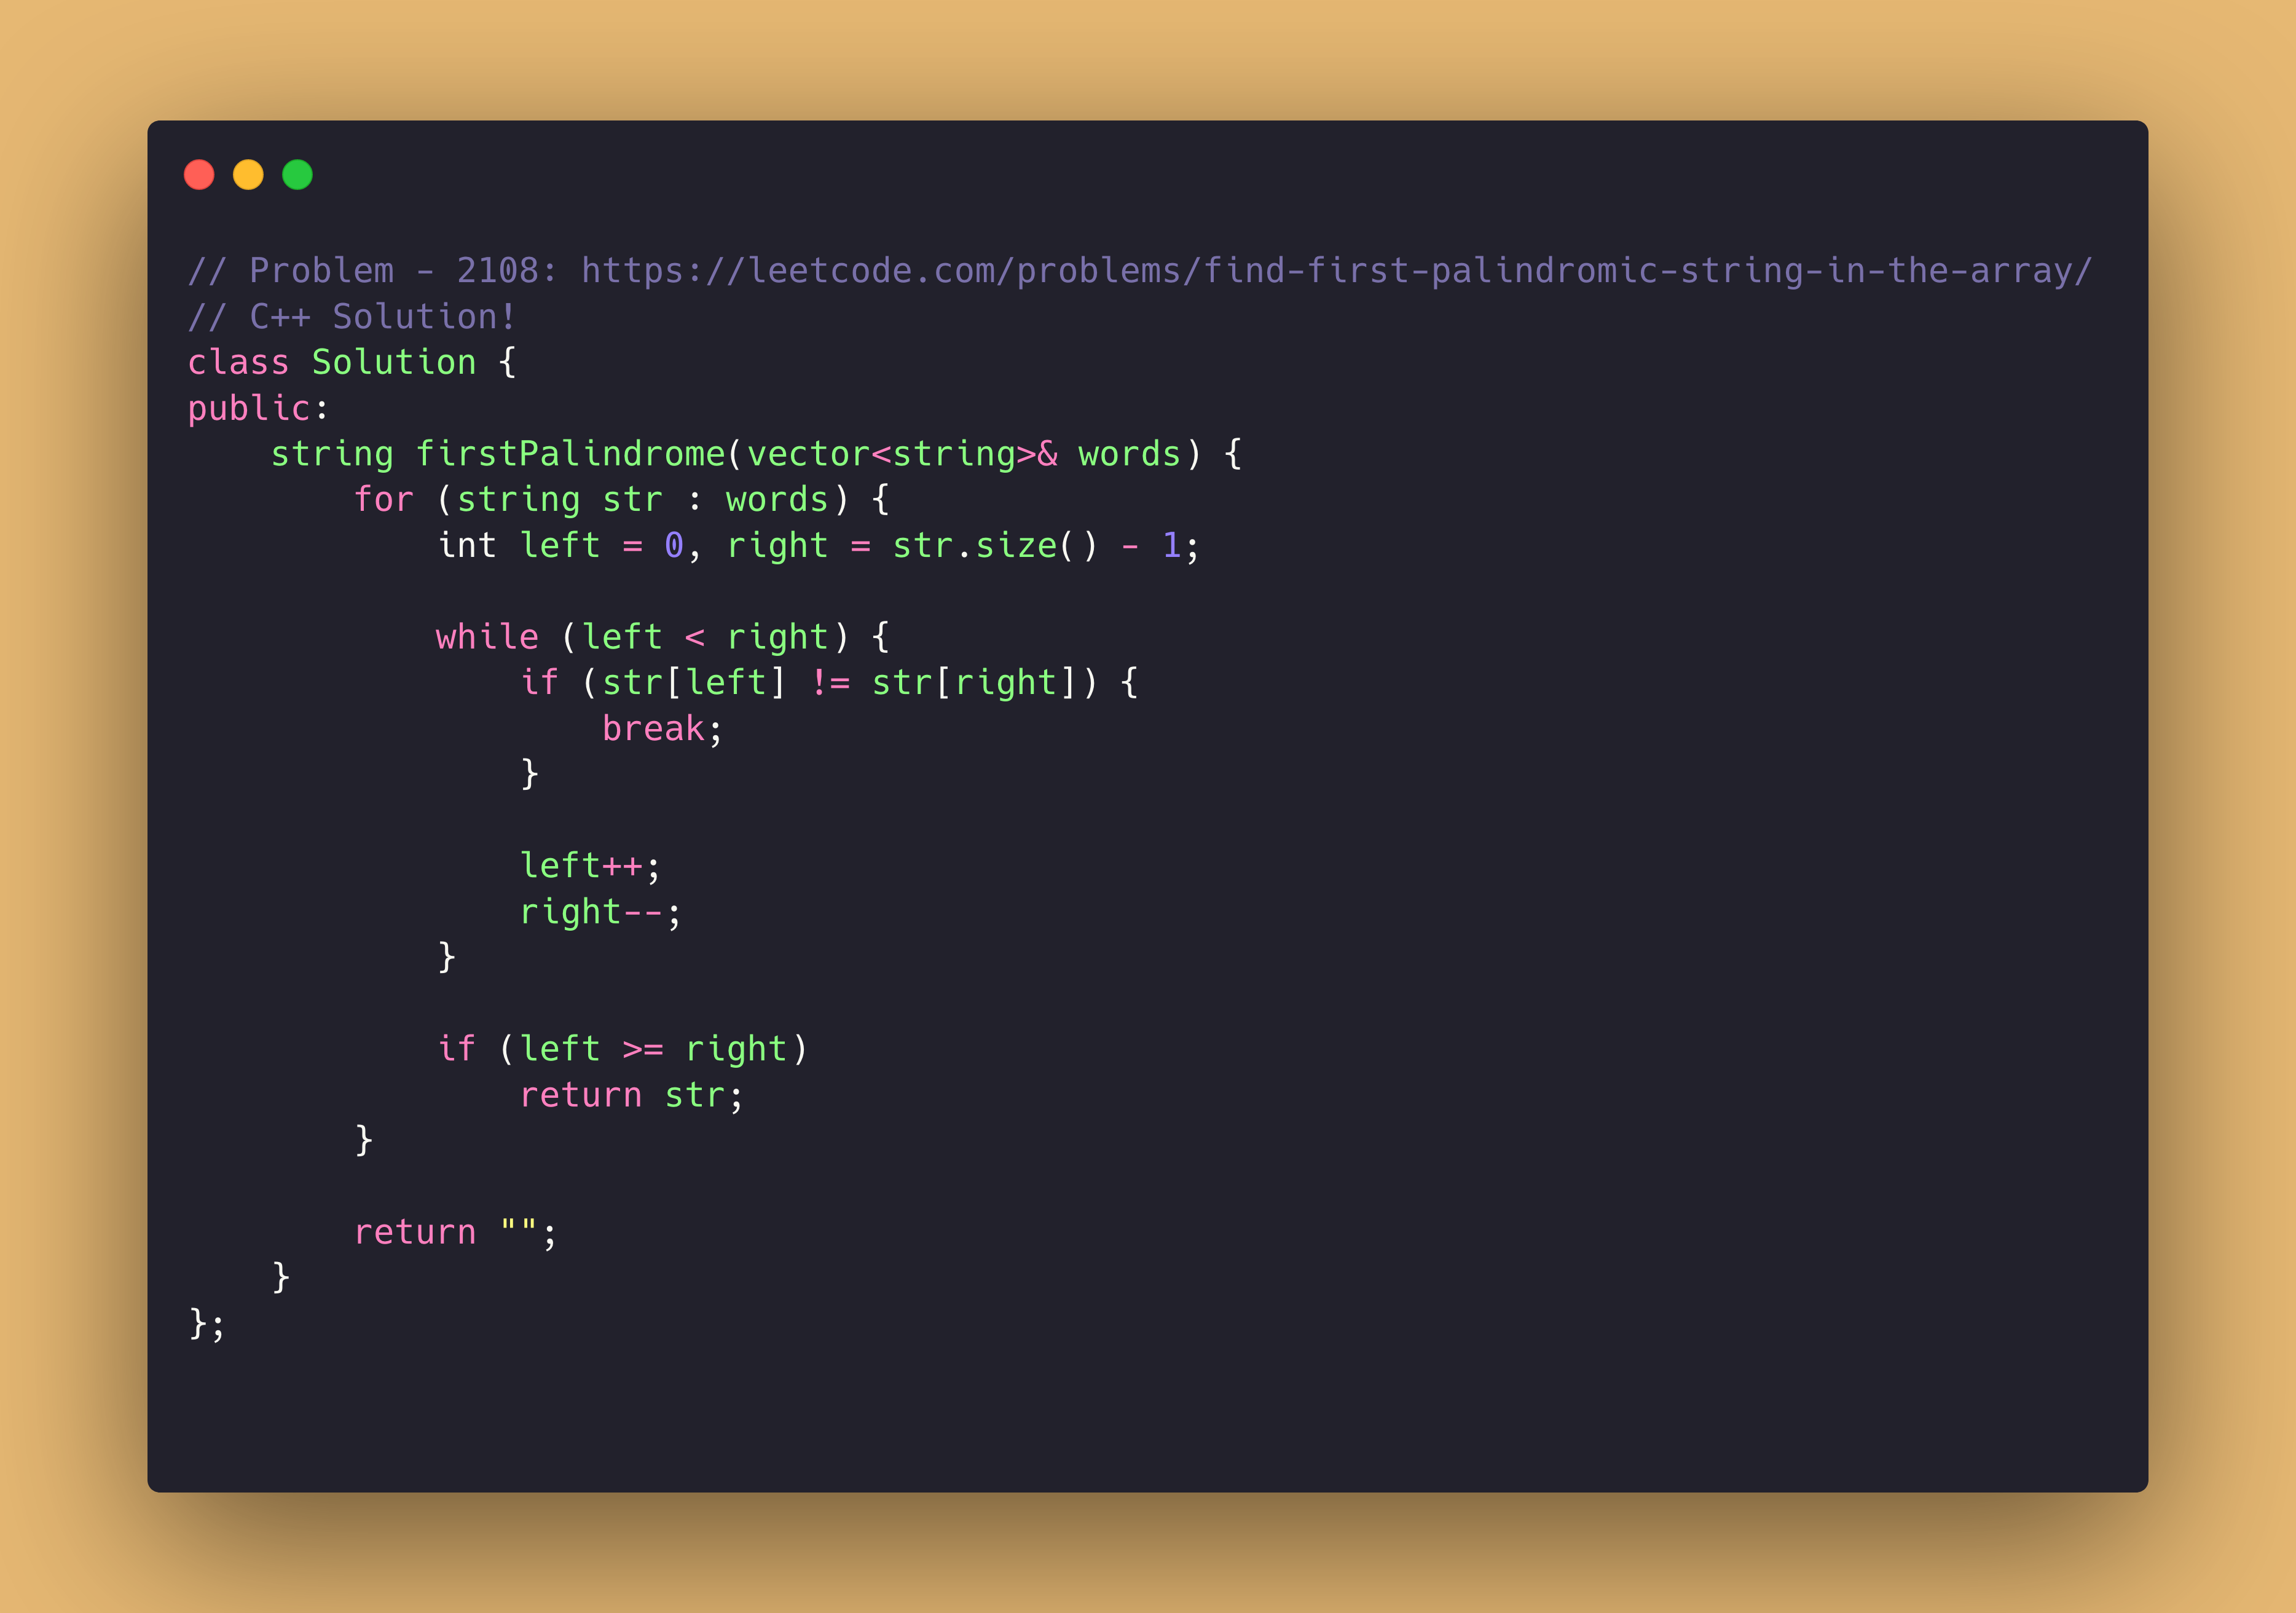 // Problem - 2108: https://leetcode.com/problems/find-first-palindromic-string-in-the-array/
// C++ Solution!
class Solution {
public:
    string firstPalindrome(vector<string>& words) {
        for (string str : words) {
            int left = 0, right = str.size() - 1;

            while (left < right) {
                if (str[left] != str[right]) {
                    break;
                }

                left++;
                right--;
            }

            if (left >= right)
                return str;
        }

        return "";
    }
};